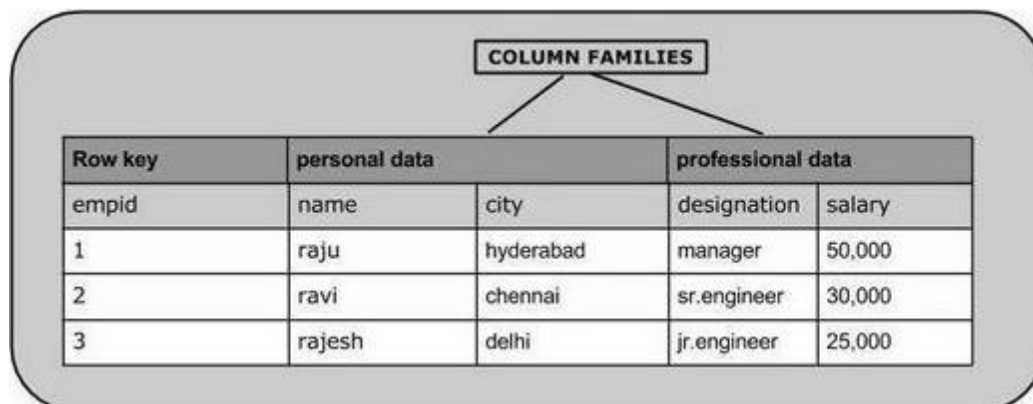 COLUMN FAMILIES
Row key personal data professional data
empid name city designation salary
1 raju hyderabad manager 50,000
2 ravi chennai sr.engineer 30,000
3 rajesh delhi jr.engineer 25,000